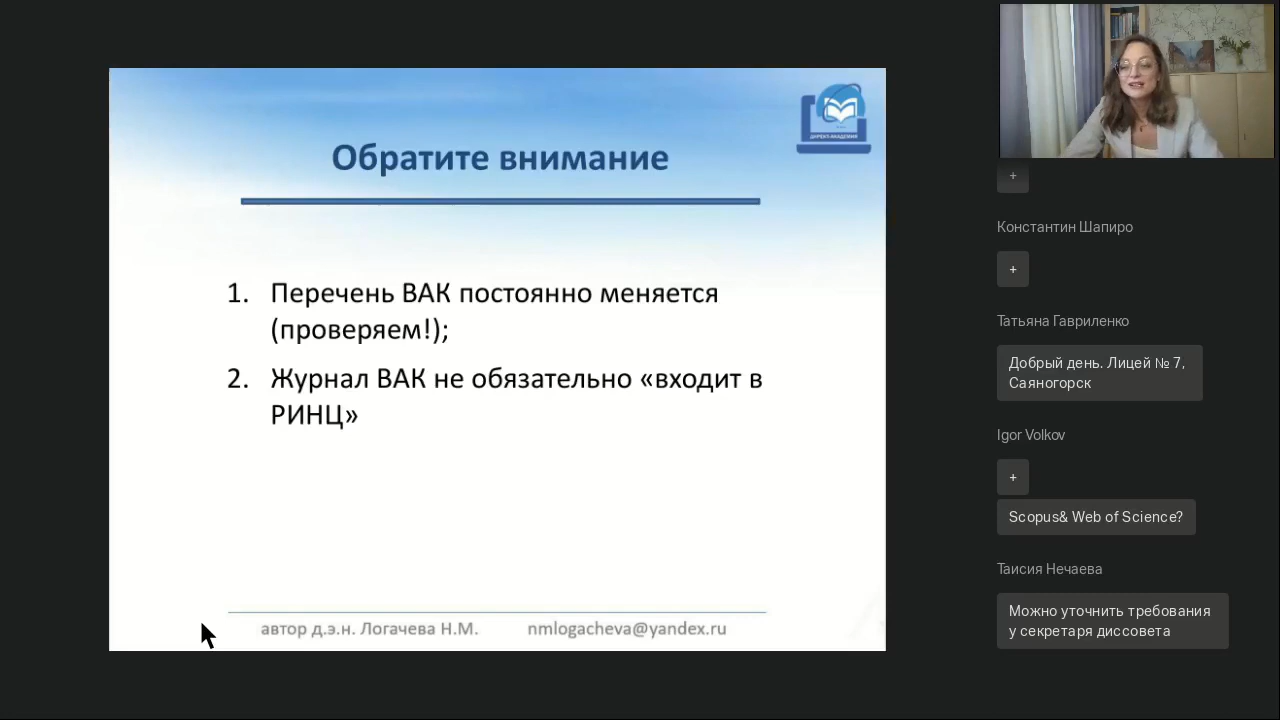 ДИРЕКТ-АКАДЕМИЯ
Обратите внимание
1. Перечень ВАК постоянно меняется
(проверяем!);
2. Журнал ВАК не обязательно «входит в
РИНЦ»
автор д.э.н. Логачева Н.М. nmlogacheva@yandex.ru
+
Константин Шапиро
+
Татьяна Гавриленко
Добрый день. Лицей № 7,
Саяногорск
Igor Volkov
+
Scopus& Web of Science?
Таисия Нечаева
Можно уточнить требования
у секретаря диссовета